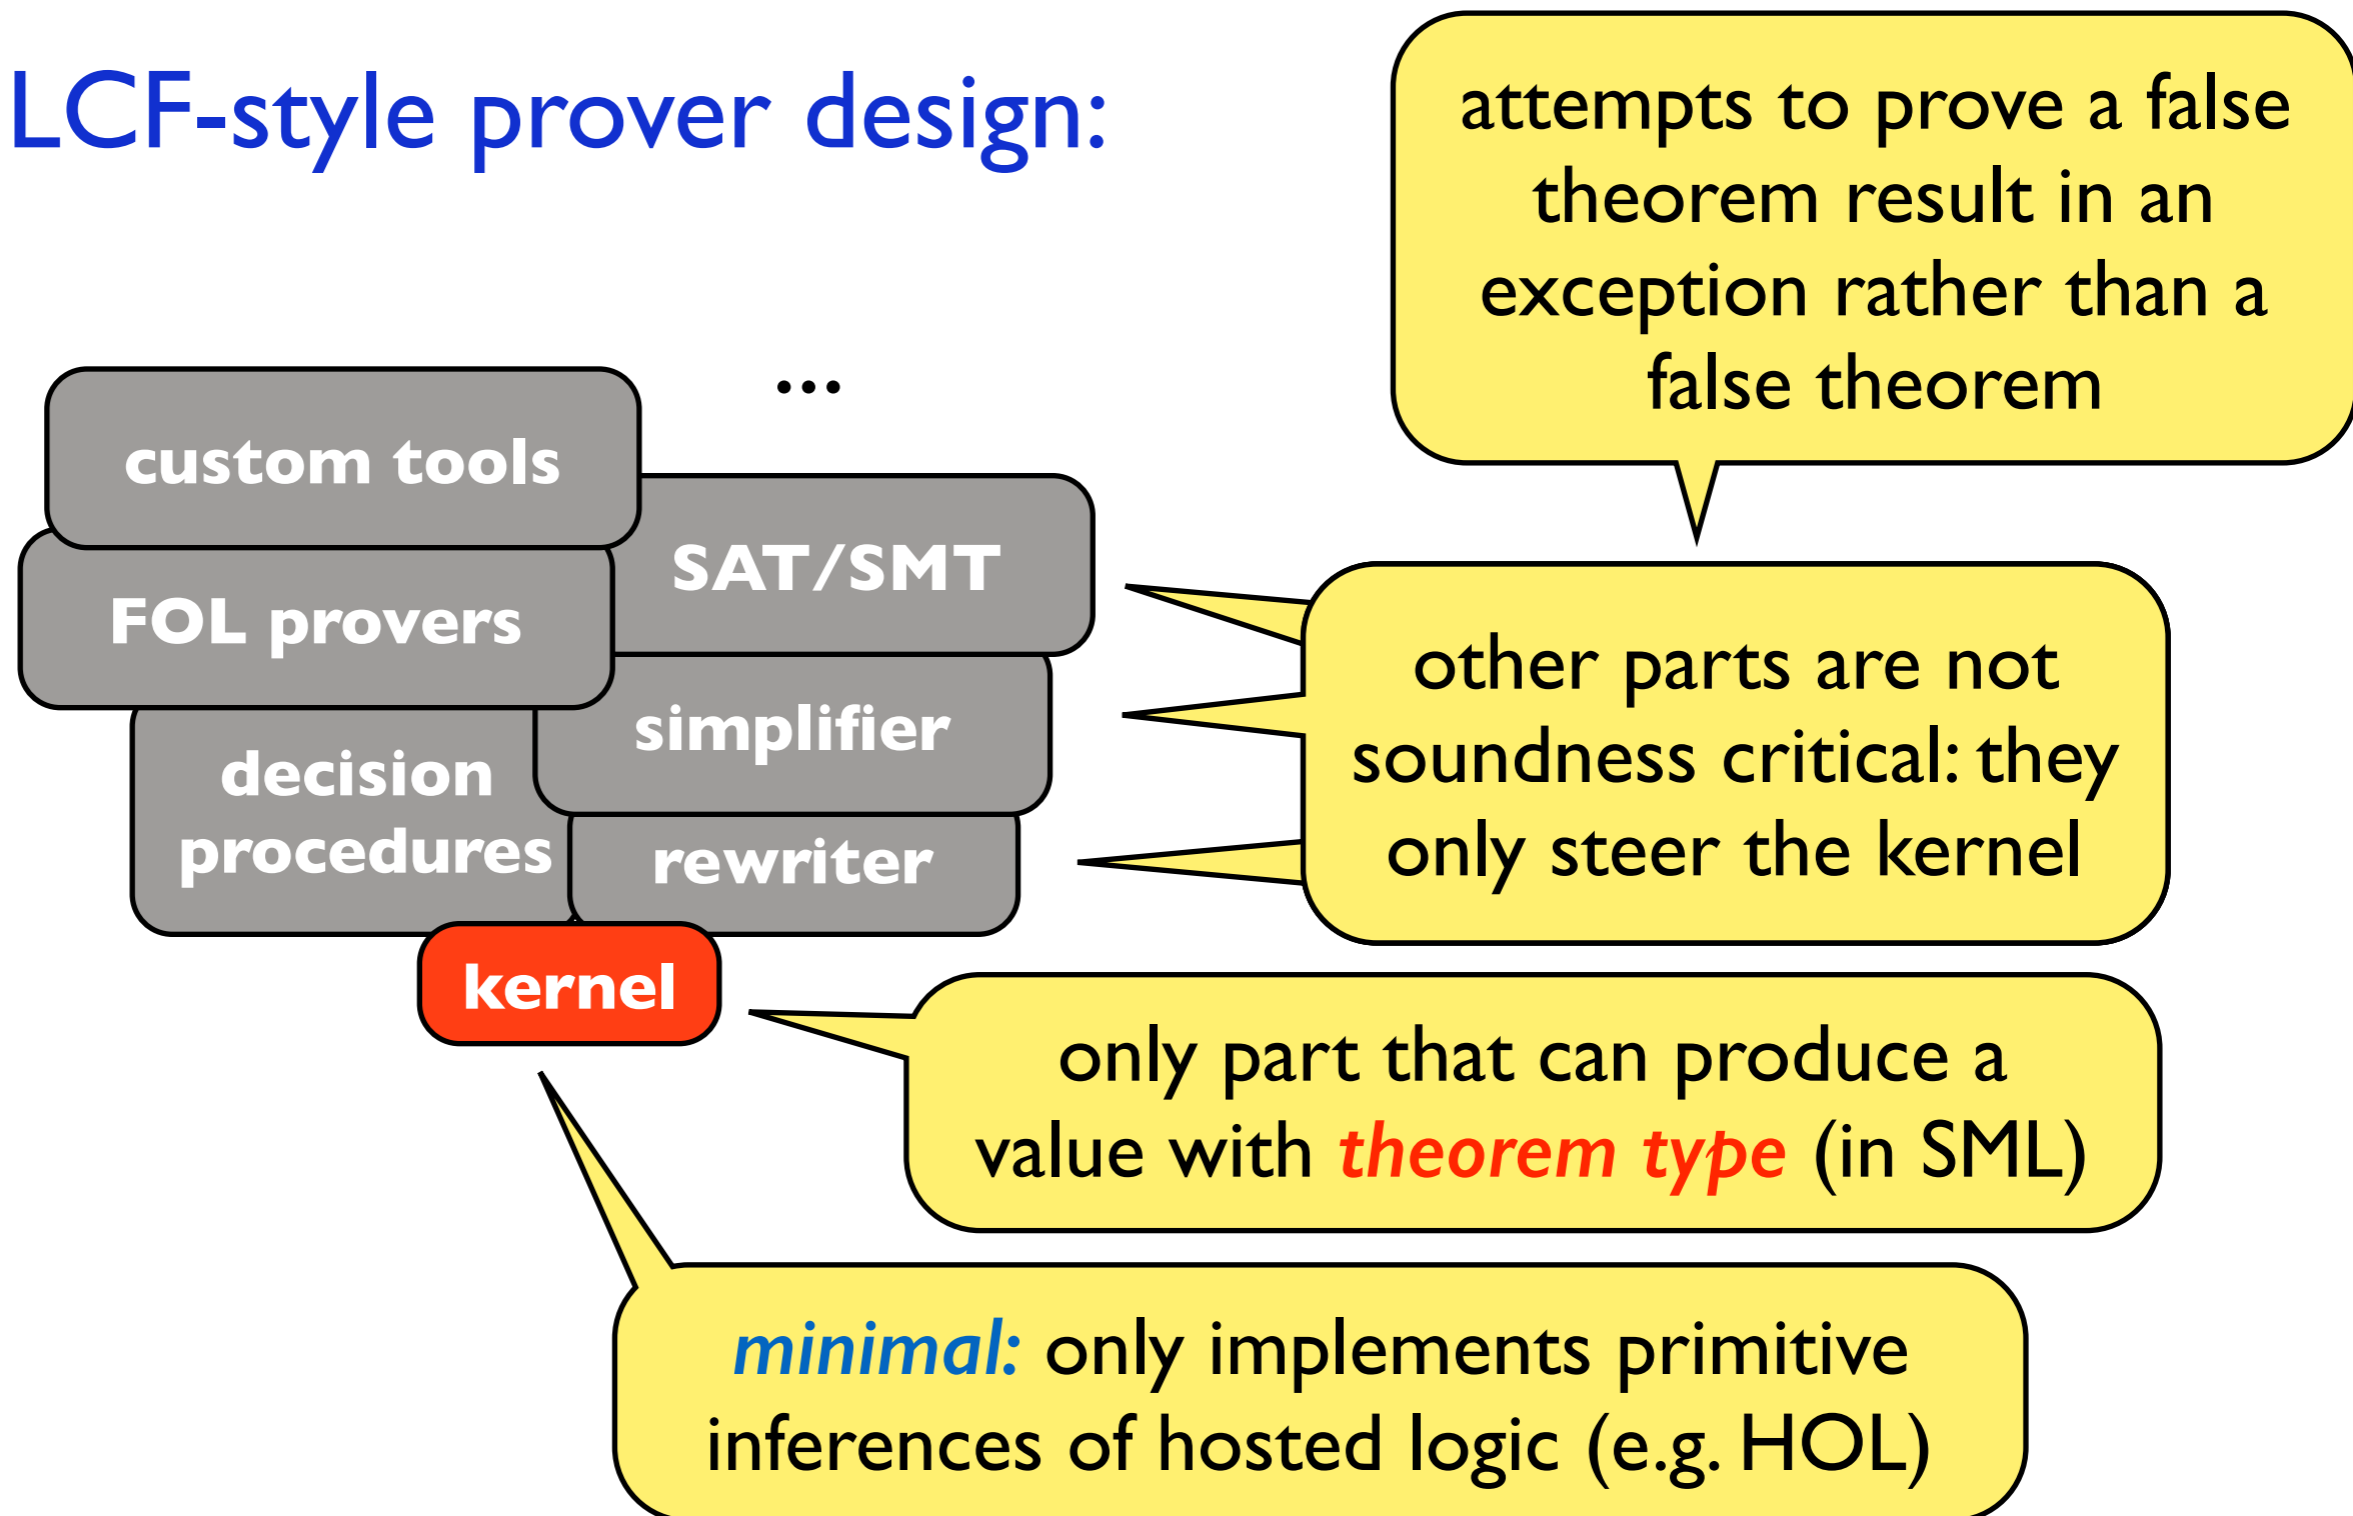 LCF-style prover design:
attempts to prove a false
theorem result in an
exception rather than a
false theorem
...
custom tools
SAT/SMT
FOL provers
simplifier
decision
procedures
rewriter
kernel
other parts are not
soundness critical: they
only steer the kernel
only part that can produce a
value with theorem type (in SML)
minimal: only implements primitive
inferences of hosted logic (e.g. HOL)